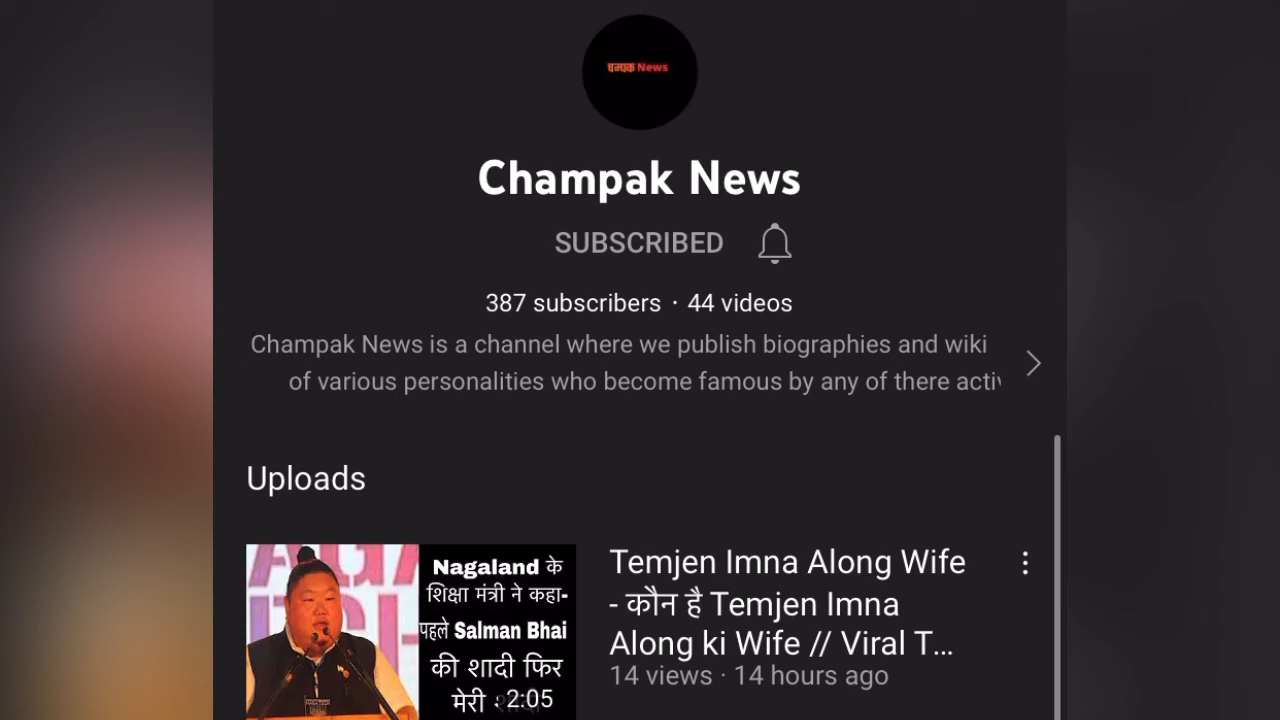 चम्पक News
Champak News
SUBSCRIBED
387 subscribers · 44 videos
Champak News is a channel where we publish biographies and wiki
of various personalities who become famous by any of there activ
Uploads
Nagaland के
शिक्षा मंत्री ने कहा-
पहले Salman Bhai
की शादी फिर
मेरी
2:05
Temjen Imna Along Wife
- कौन है Temjen Imna
Along ki Wife // Viral T...
14 views · 14 hours ago